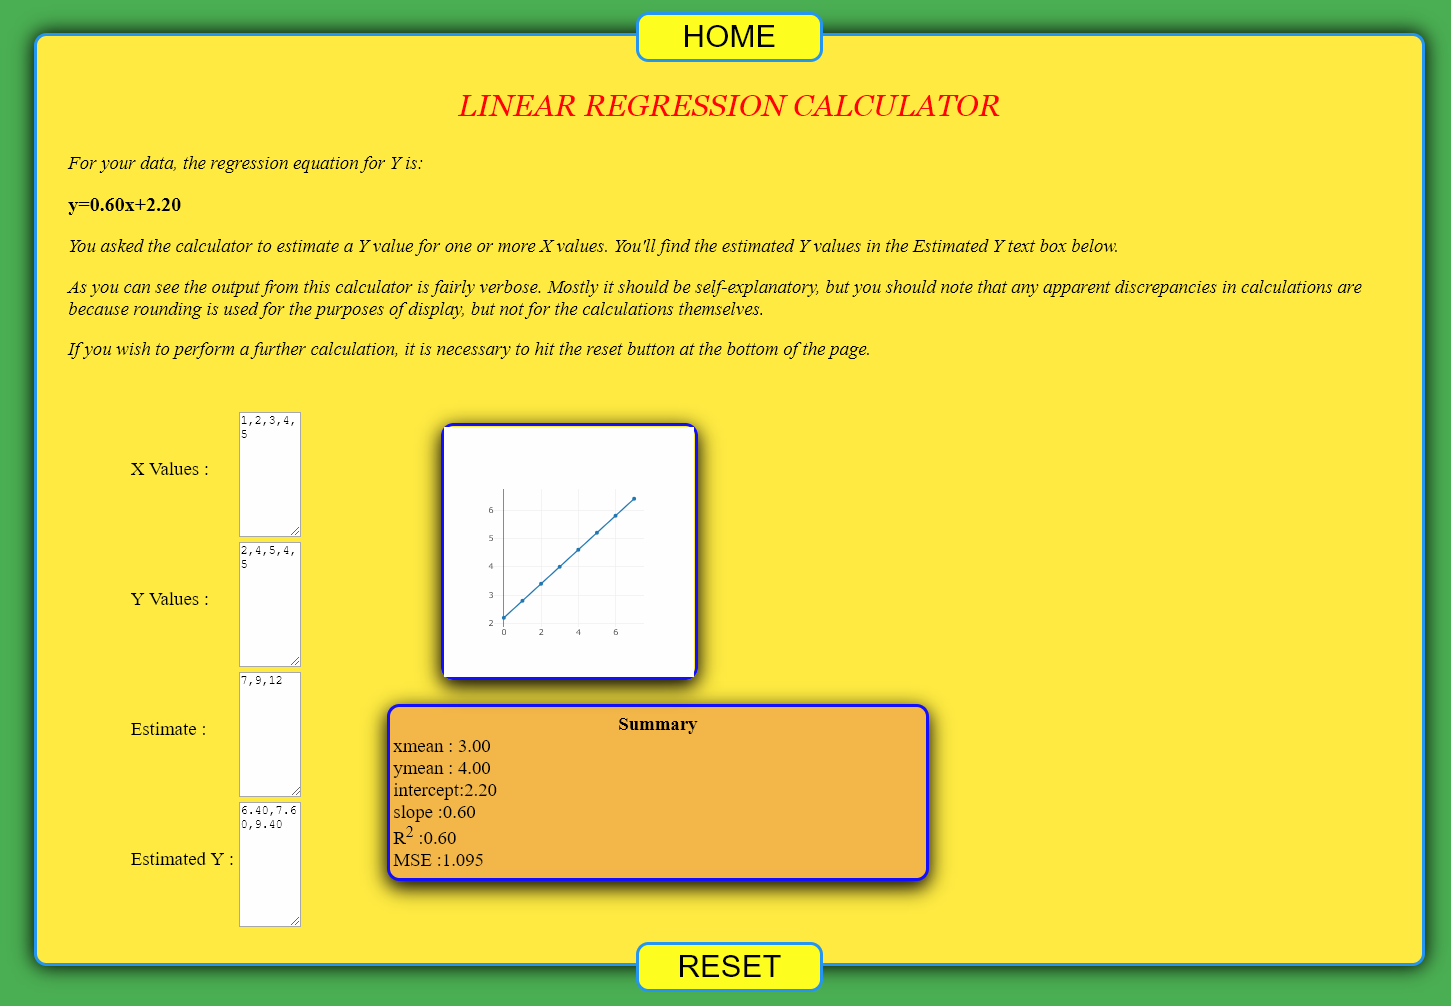 HOME
LINEAR REGRESSION CALCULATOR
For your data, the regression equation for Y is:
y=0.60x+2.20
You asked the calculator to estimate a Y value for one or more X values. You'll find the estimated Y values in the Estimated Y text box below.
As you can see the output from this calculator is fairly verbose. Mostly it should be self-explanatory, but you should note that any apparent discrepancies in calculations are
because rounding is used for the purposes of display, but not for the calculations themselves.
If you wish to perform a further calculation, it is necessary to hit the reset button at the bottom of the page.
X Values :
1,2,3,4,
5
Y Values :
2,4,5,4,
5
Estimate :
7,9,12
Estimated Y :
6.40,7.6
0,9.40
6
5
4
3
2
0 2 4 6
Summary
xmean : 3.00
ymean : 4.00
intercept:2.20
slope :0.60
R² :0.60
MSE :1.095
RESET